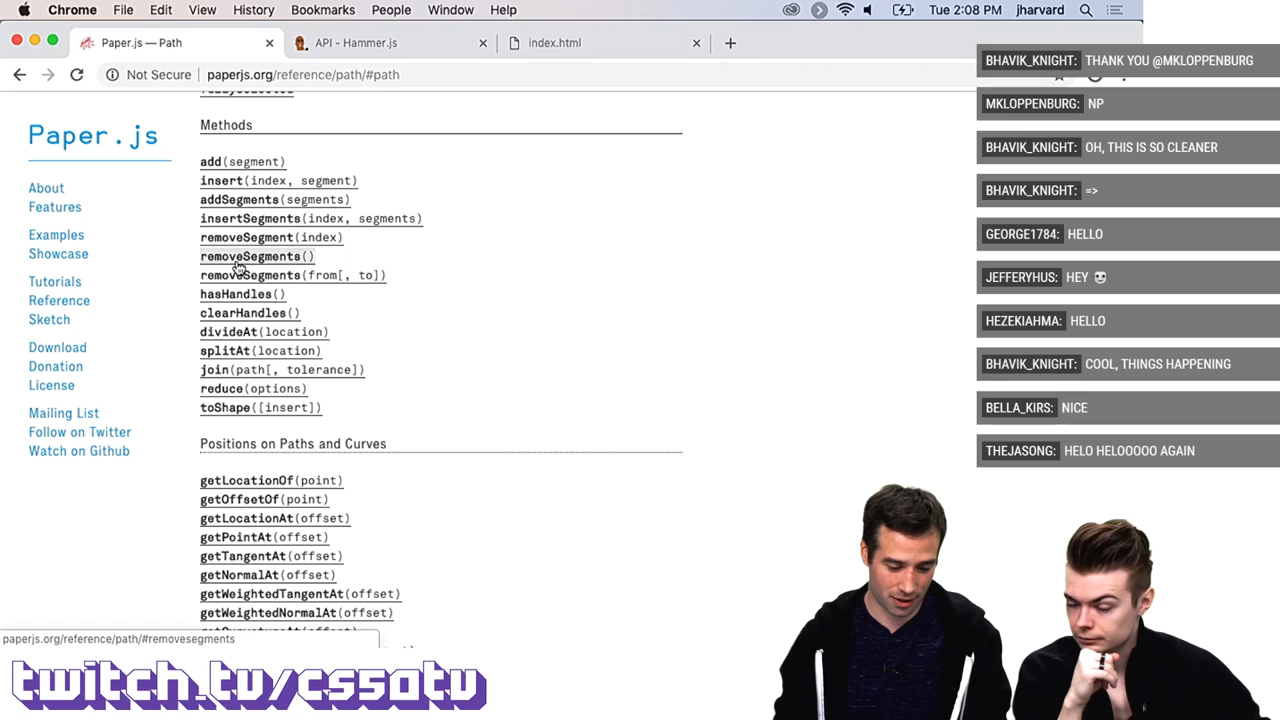 Chrome File Edit View History Bookmarks People Window Help
Tue 2:08 PM jharvard
Paper.js — Path
API - Hammer.js
index.html
Not Secure paperjs.org/reference/path/#path
Paper.js
About
Features
Examples
Showcase
Tutorials
Reference
Sketch
Download
Donation
License
Mailing List
Follow on Twitter
Watch on Github
Methods
add(segment)
insert(index, segment)
addSegments(segments)
insertSegments(index, segments)
removeSegment(index)
removeSegments()
removeSegments(from[, to])
hasHandles()
clearHandles()
divideAt(location)
splitAt(location)
join(path[, tolerance])
reduce(options)
toShape([insert])
Positions on Paths and Curves
getLocationOf(point)
getOffsetOf(point)
getLocationAt(offset)
getPointAt(offset)
getTangentAt(offset)
getNormalAt(offset)
getWeightedTangentAt(offset)
getWeightedNormalAt(offset)
paperjs.org/reference/path/#removesegments
BHAVIK_KNIGHT: THANK YOU @MKLOPPENBURG
MKLOPPENBURG: NP
BHAVIK_KNIGHT: OH, THIS IS SO CLEANER
BHAVIK_KNIGHT: =>
GEORGE1784: HELLO
JEFFERYHUS: HEY
HEZEKIAHMA: HELLO
BHAVIK_KNIGHT: COOL, THINGS HAPPENING
BELLA_KIRS: NICE
THEJASONG: HELO HELOOOOO AGAIN
twitch.tv/cs50tv